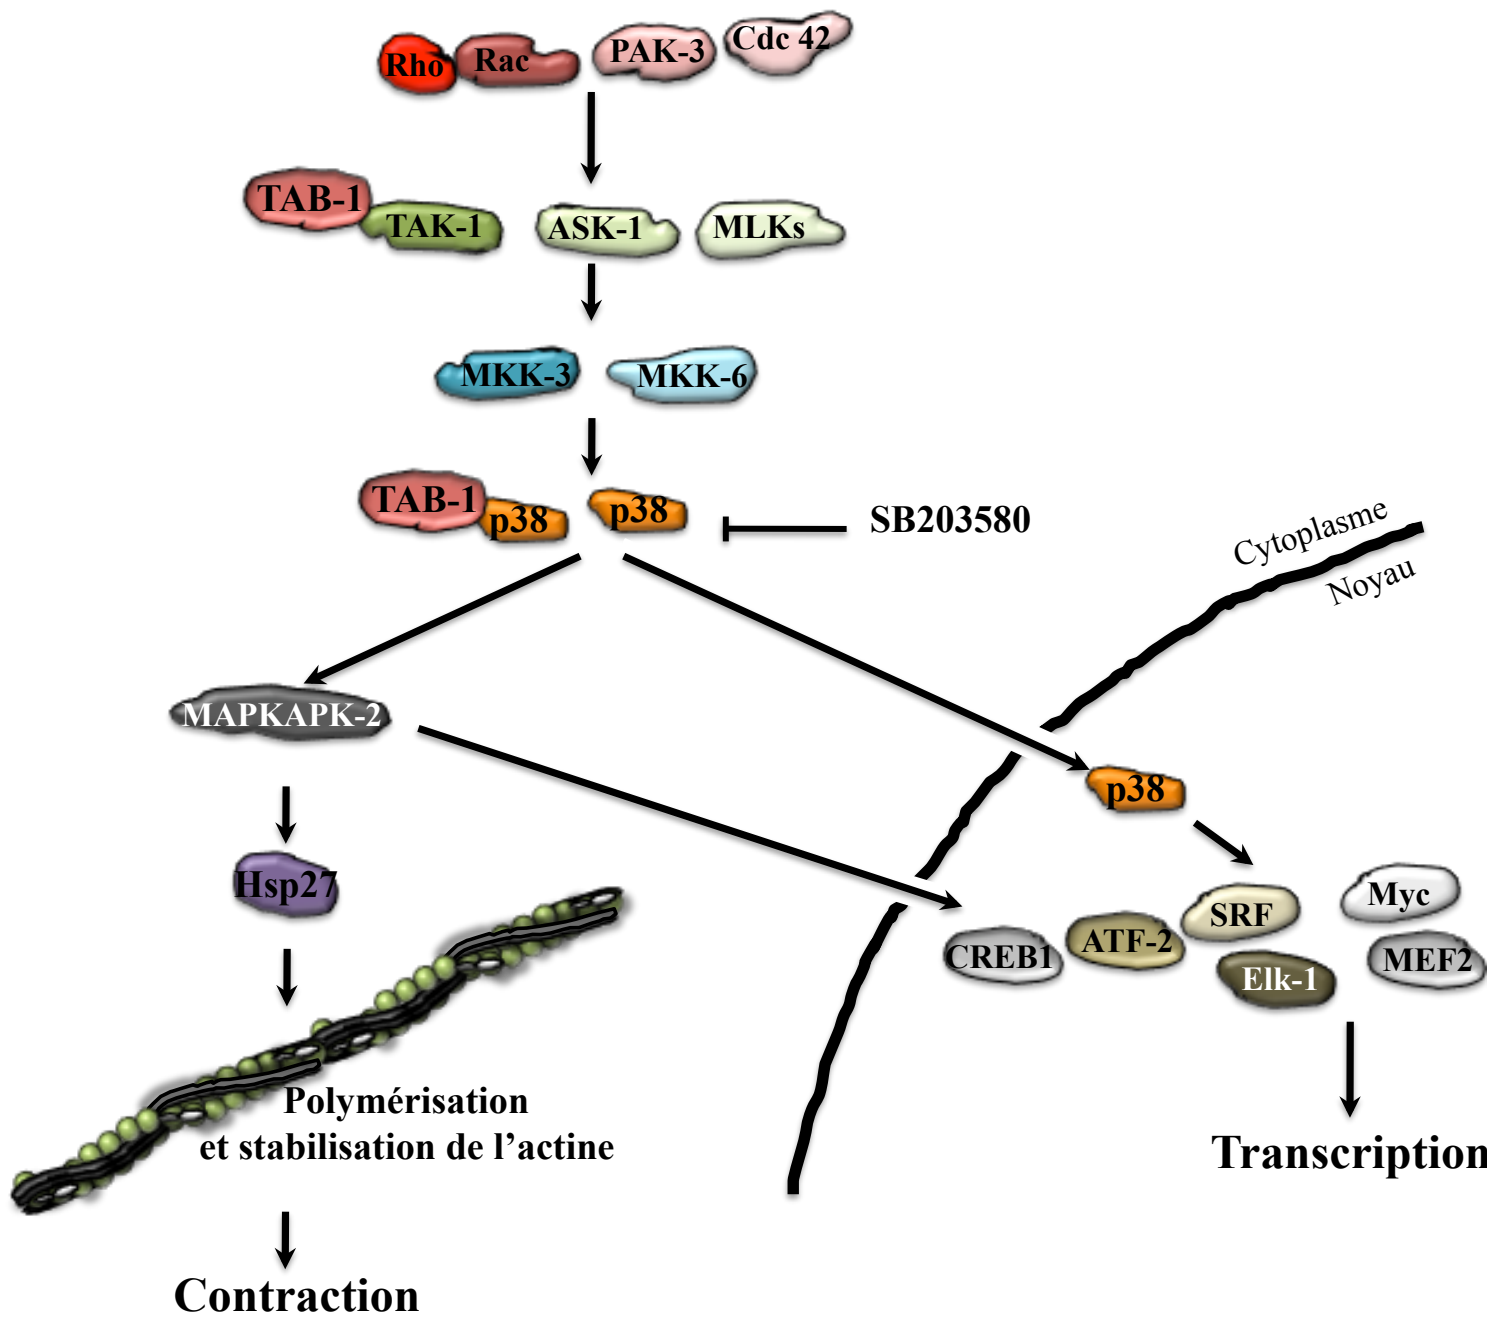 Rho
Rac
PAK-3
Cdc 42
TAB-1
TAK-1
ASK-1
MLKs
MKK-3
MKK-6
TAB-1
p38
p38
SB203580
Cytoplasme
Noyau
MAPKAPK-2
p38
Hsp27
CREB1
ATF-2
SRF
Myc
Elk-1
MEF2
Polymérisation
et stabilisation de l’actine
Transcription
Contraction